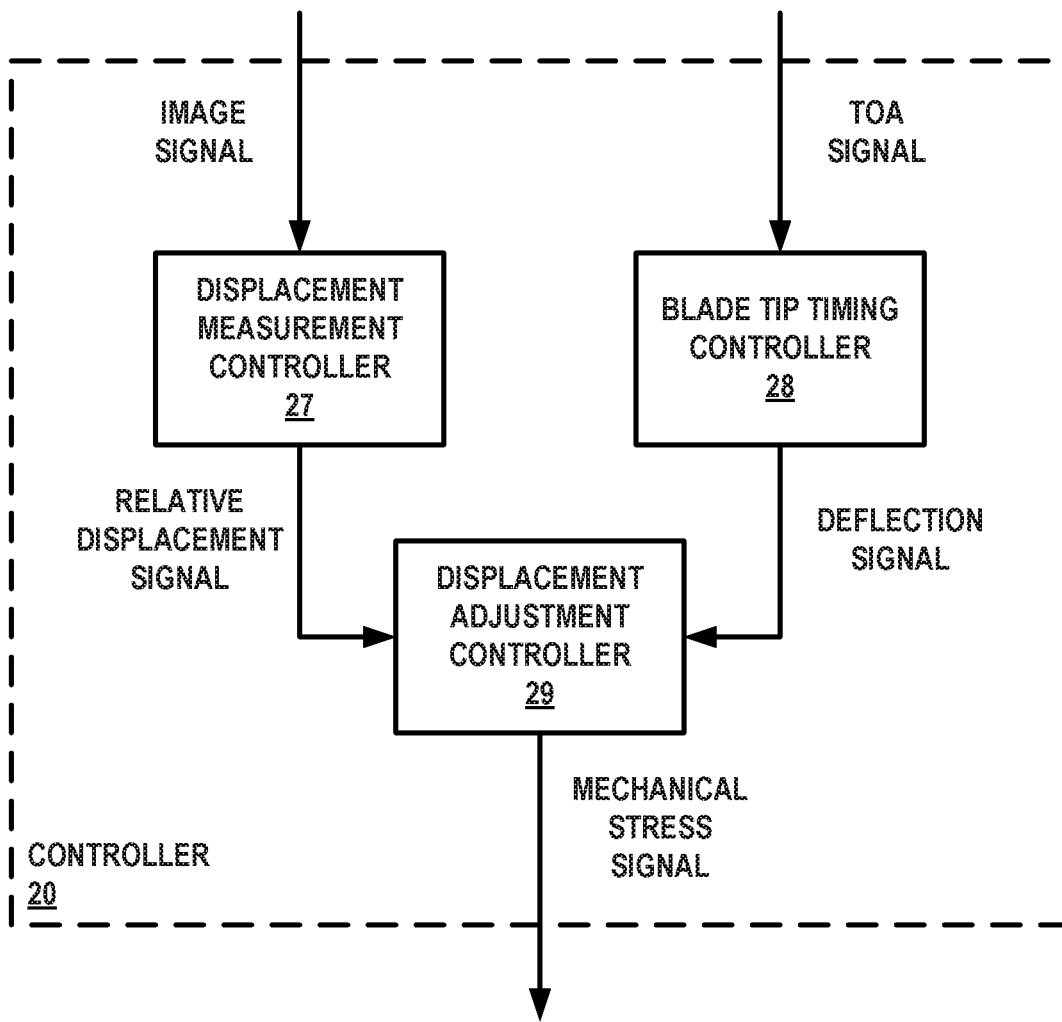 IMAGE
SIGNAL
TOA
SIGNAL
DISPLACEMENT
MEASUREMENT
CONTROLLER
27
BLADE TIP TIMING
CONTROLLER
28
RELATIVE
DISPLACEMENT
SIGNAL
DEFLECTION
SIGNAL
DISPLACEMENT
ADJUSTMENT
CONTROLLER
29
MECHANICAL
STRESS
SIGNAL
CONTROLLER
20